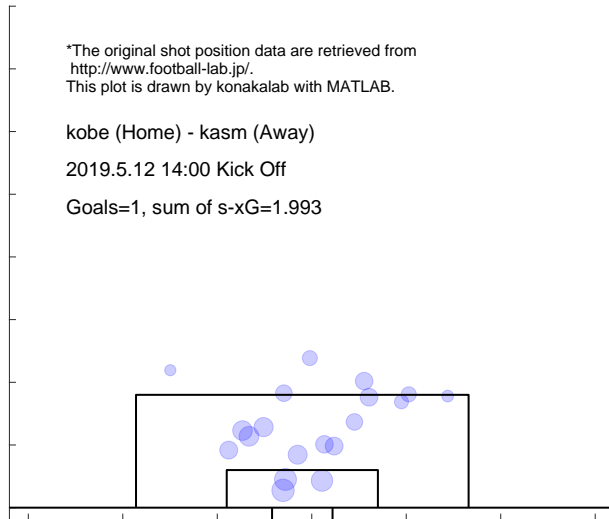 *The original shot position data are retrieved from
http://www.football-lab.jp/.
This plot is drawn by konakalab with MATLAB.
kobe (Home) - kasm (Away)
2019.5.12 14:00 Kick Off
Goals=1, sum of s-xG=1.993